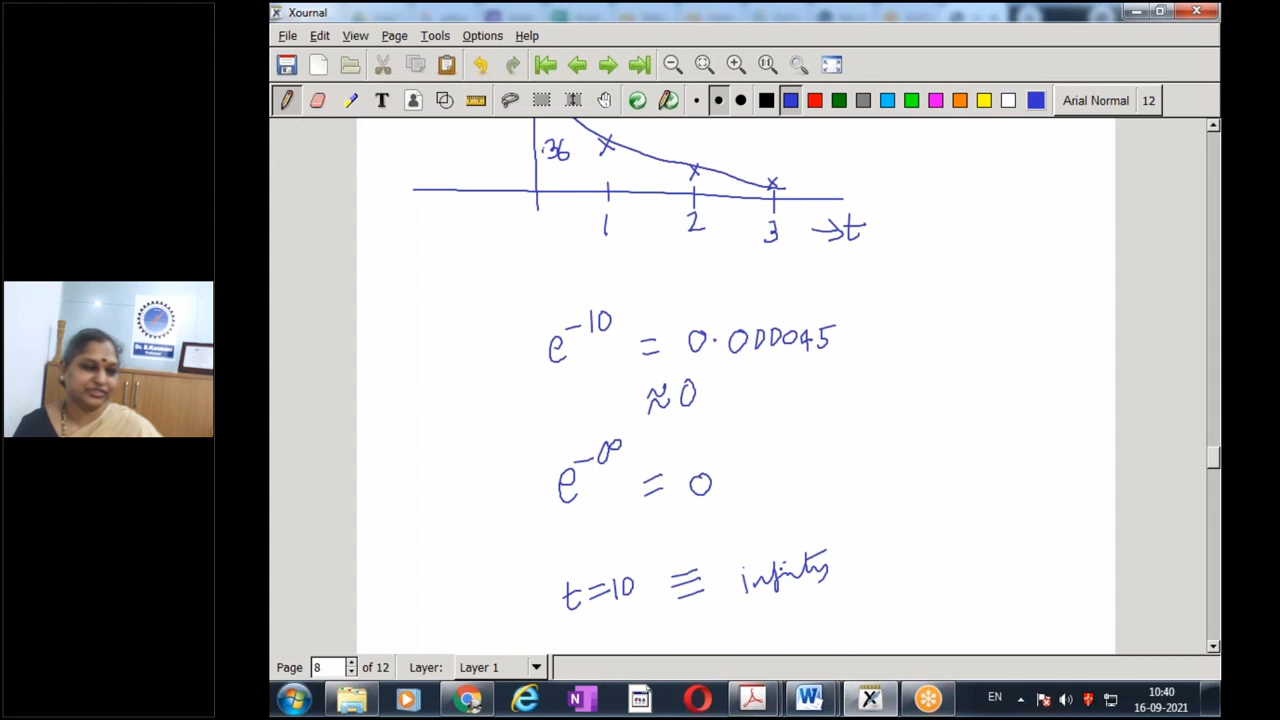 Xournal
File Edit View Page Tools Options Help
Arial Normal 12
.36
1 2 3 → t
e^-10 = 0.000045
≈ 0
e^-∞ = 0
t=10 ≡ infinity
Page 8 of 12 Layer: Layer 1
EN 10:40
16-09-2021